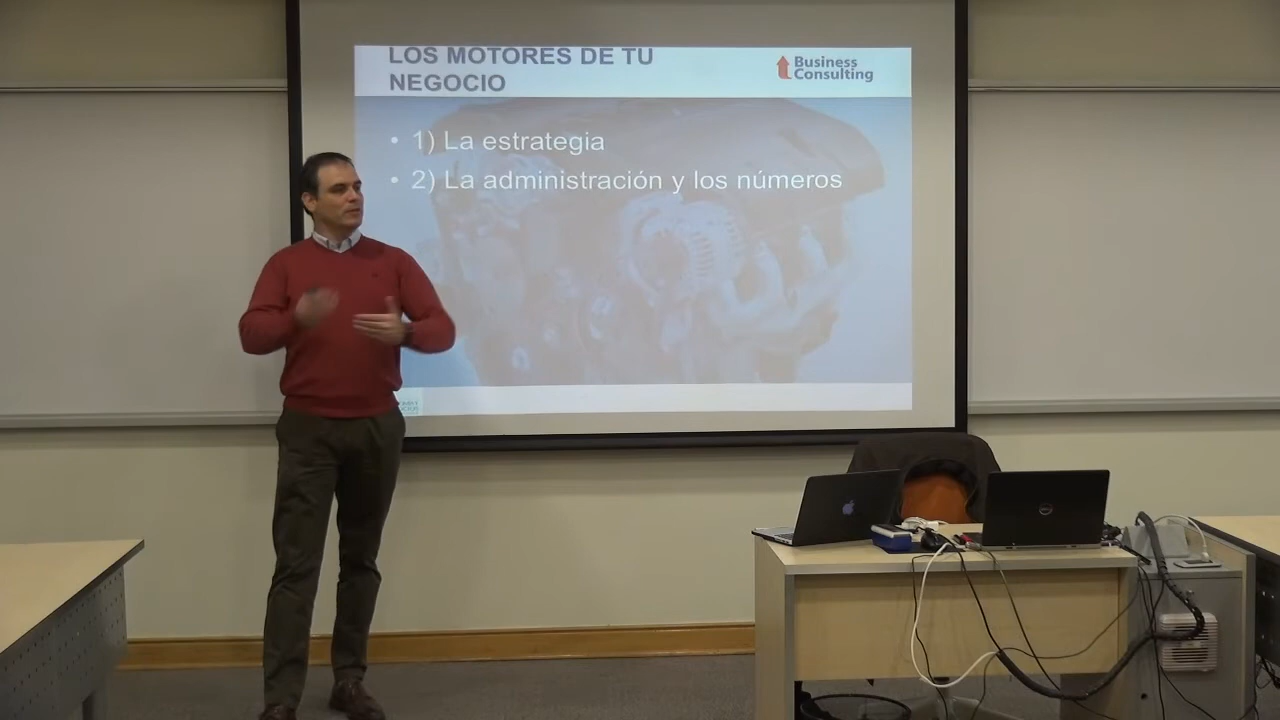 LOS MOTORES DE TU
NEGOCIO
Business
Consulting
• 1) La estrategia
• 2) La administración y los números